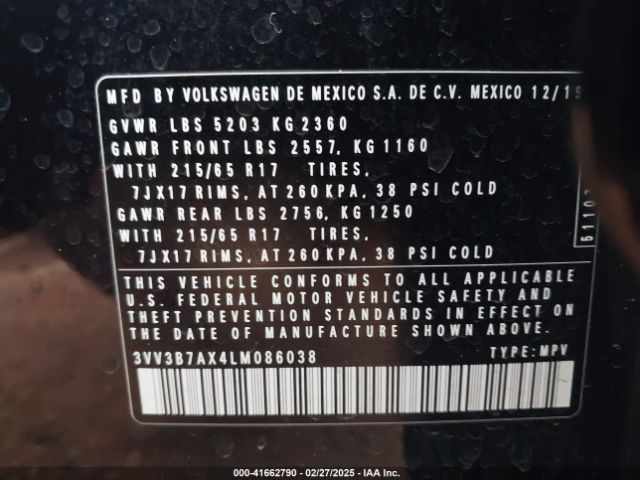 MFD BY VOLKSWAGEN DE MEXICO S.A. DE C.V. MEXICO 12/19
GVWR LBS 5203 KG 2360
GAWR FRONT LBS 2557, KG 1160
WITH 215/65 R17 TIRES,
7JX17 RIMS, AT 260 KPA, 38 PSI COLD
GAWR REAR LBS 2756, KG 1250
WITH 215/65 R17 TIRES,
7JX17 RIMS, AT 260 KPA, 38 PSI COLD
THIS VEHICLE CONFORMS TO ALL APPLICABLE
U.S. FEDERAL MOTOR VEHICLE SAFETY AND
THEFT PREVENTION STANDARDS IN EFFECT ON
THE DATE OF MANUFACTURE SHOWN ABOVE.
3VV3B7AX4LM086038 TYPE: MPV
000-41662790 - 02/27/2025 - IAA Inc.